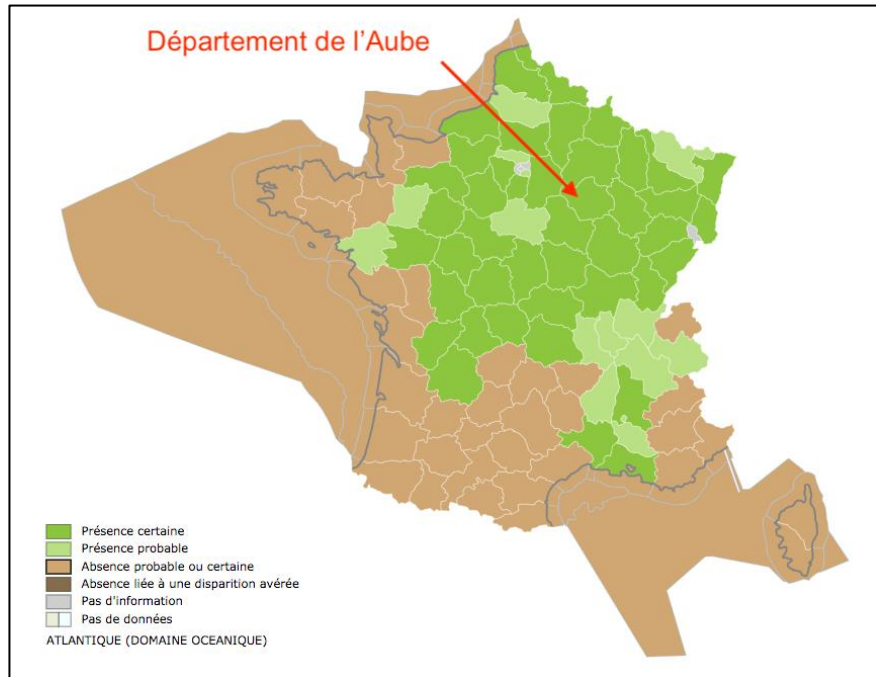 Département de l'Aube
Présence certaine
Présence probable
Absence probable ou certaine
Absence liée à une disparition avérée
Pas d'information
Pas de données
ATLANTIQUE (DOMAINE OCEANIQUE)